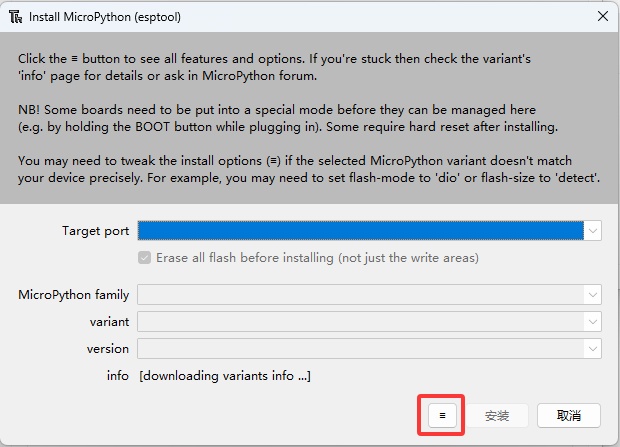 Install MicroPython (esptool)
Click the ≡ button to see all features and options. If you're stuck then check the variant's
'info' page for details or ask in MicroPython forum.
NB! Some boards need to be put into a special mode before they can be managed here
(e.g. by holding the BOOT button while plugging in). Some require hard reset after installing.
You may need to tweak the install options (≡) if the selected MicroPython variant doesn't match
your device precisely. For example, you may need to set flash-mode to 'dio' or flash-size to 'detect'.
Target port
Erase all flash before installing (not just the write areas)
MicroPython family
variant
version
info [downloading variants info ...]
≡ 安装 取消